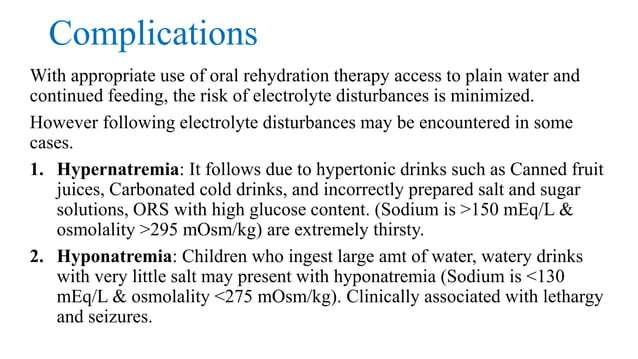 Complications
With appropriate use of oral rehydration therapy access to plain water and
continued feeding, the risk of electrolyte disturbances is minimized.
However following electrolyte disturbances may be encountered in some
cases.
1. Hypernatremia: It follows due to hypertonic drinks such as Canned fruit
juices, Carbonated cold drinks, and incorrectly prepared salt and sugar
solutions, ORS with high glucose content. (Sodium is >150 mEq/L &
osmolality >295 mOsm/kg) are extremely thirsty.
2. Hyponatremia: Children who ingest large amt of water, watery drinks
with very little salt may present with hyponatremia (Sodium is <130
mEq/L & osmolality <275 mOsm/kg). Clinically associated with lethargy
and seizures.